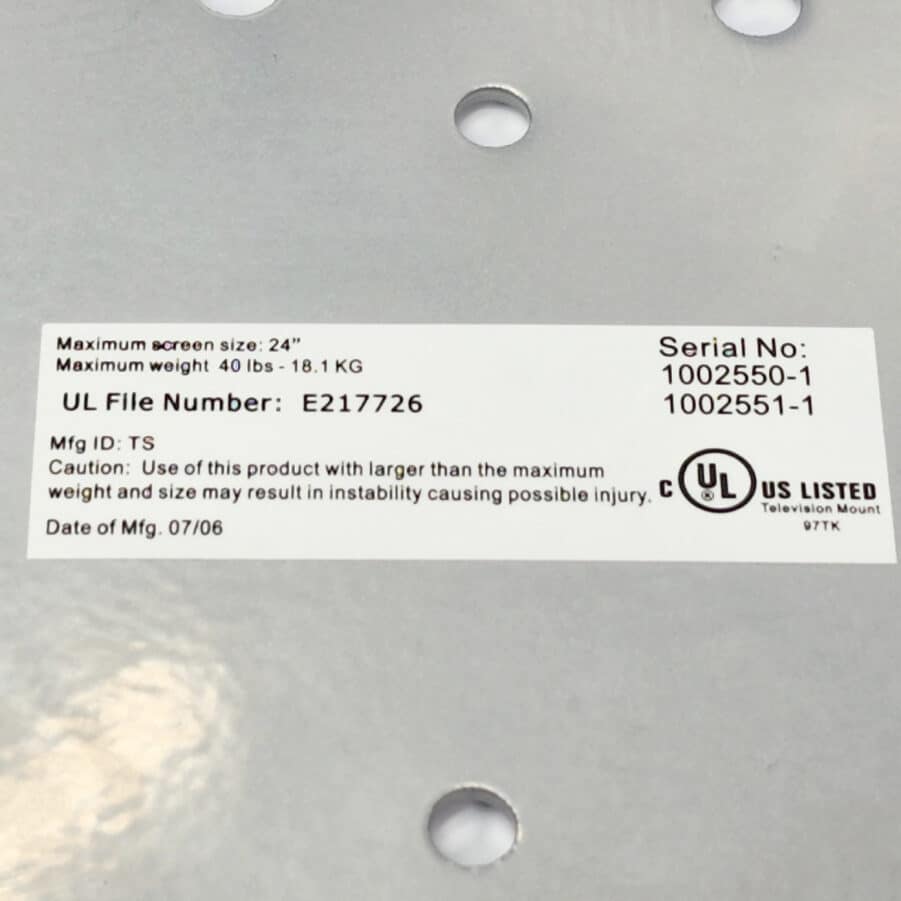 Maximum screen size: 24"
Maximum weight 40 lbs - 18.1 KG
UL File Number: E217726
Mfg ID: TS
Caution: Use of this product with larger than the maximum
weight and size may result in instability causing possible injury.
Date of Mfg. 07/06
Serial No:
1002550-1
1002551-1
C UL ® US LISTED
Television Mount
97TK